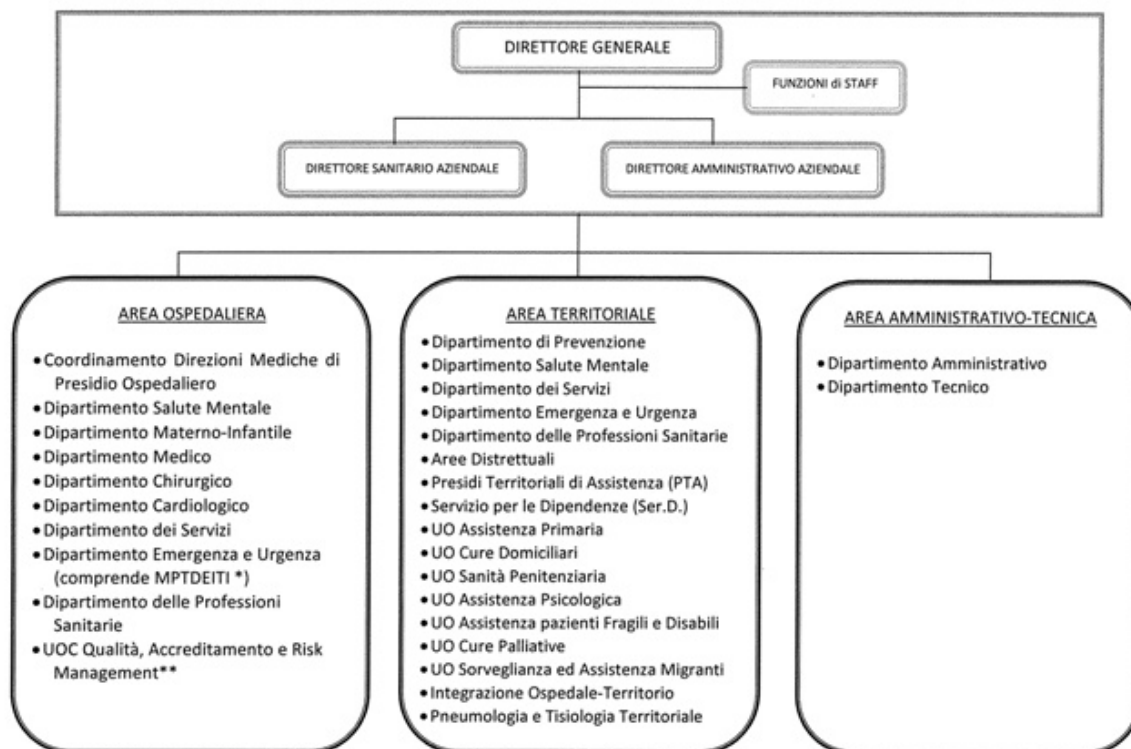 DIRETTORE GENERALE
FUNZIONI di STAFF
DIRETTORE SANITARIO AZIENDALE
DIRETTORE AMMINISTRATIVO AZIENDALE
AREA OSPEDALIERA
• Coordinamento Direzioni Mediche di
Presidio Ospedaliero
• Dipartimento Salute Mentale
• Dipartimento Materno-Infantile
• Dipartimento Medico
• Dipartimento Chirurgico
• Dipartimento Cardiologico
• Dipartimento dei Servizi
• Dipartimento Emergenza e Urgenza
(comprende MPTDEITI *)
• Dipartimento delle Professioni
Sanitarie
• UOC Qualità, Accreditamento e Risk
Management**
AREA TERRITORIALE
• Dipartimento di Prevenzione
• Dipartimento Salute Mentale
• Dipartimento dei Servizi
• Dipartimento Emergenza e Urgenza
• Dipartimento delle Professioni Sanitarie
• Aree Distrettuali
• Presidi Territoriali di Assistenza (PTA)
• Servizio per le Dipendenze (Ser.D.)
• UO Assistenza Primaria
• UO Cure Domiciliari
• UO Sanità Penitenziaria
• UO Assistenza Psicologica
• UO Assistenza pazienti Fragili e Disabili
• UO Cure Palliative
• UO Sorveglianza ed Assistenza Migranti
• Integrazione Ospedale-Territorio
• Pneumologia e Tisiologia Territoriale
AREA AMMINISTRATIVO-TECNICA
• Dipartimento Amministrativo
• Dipartimento Tecnico